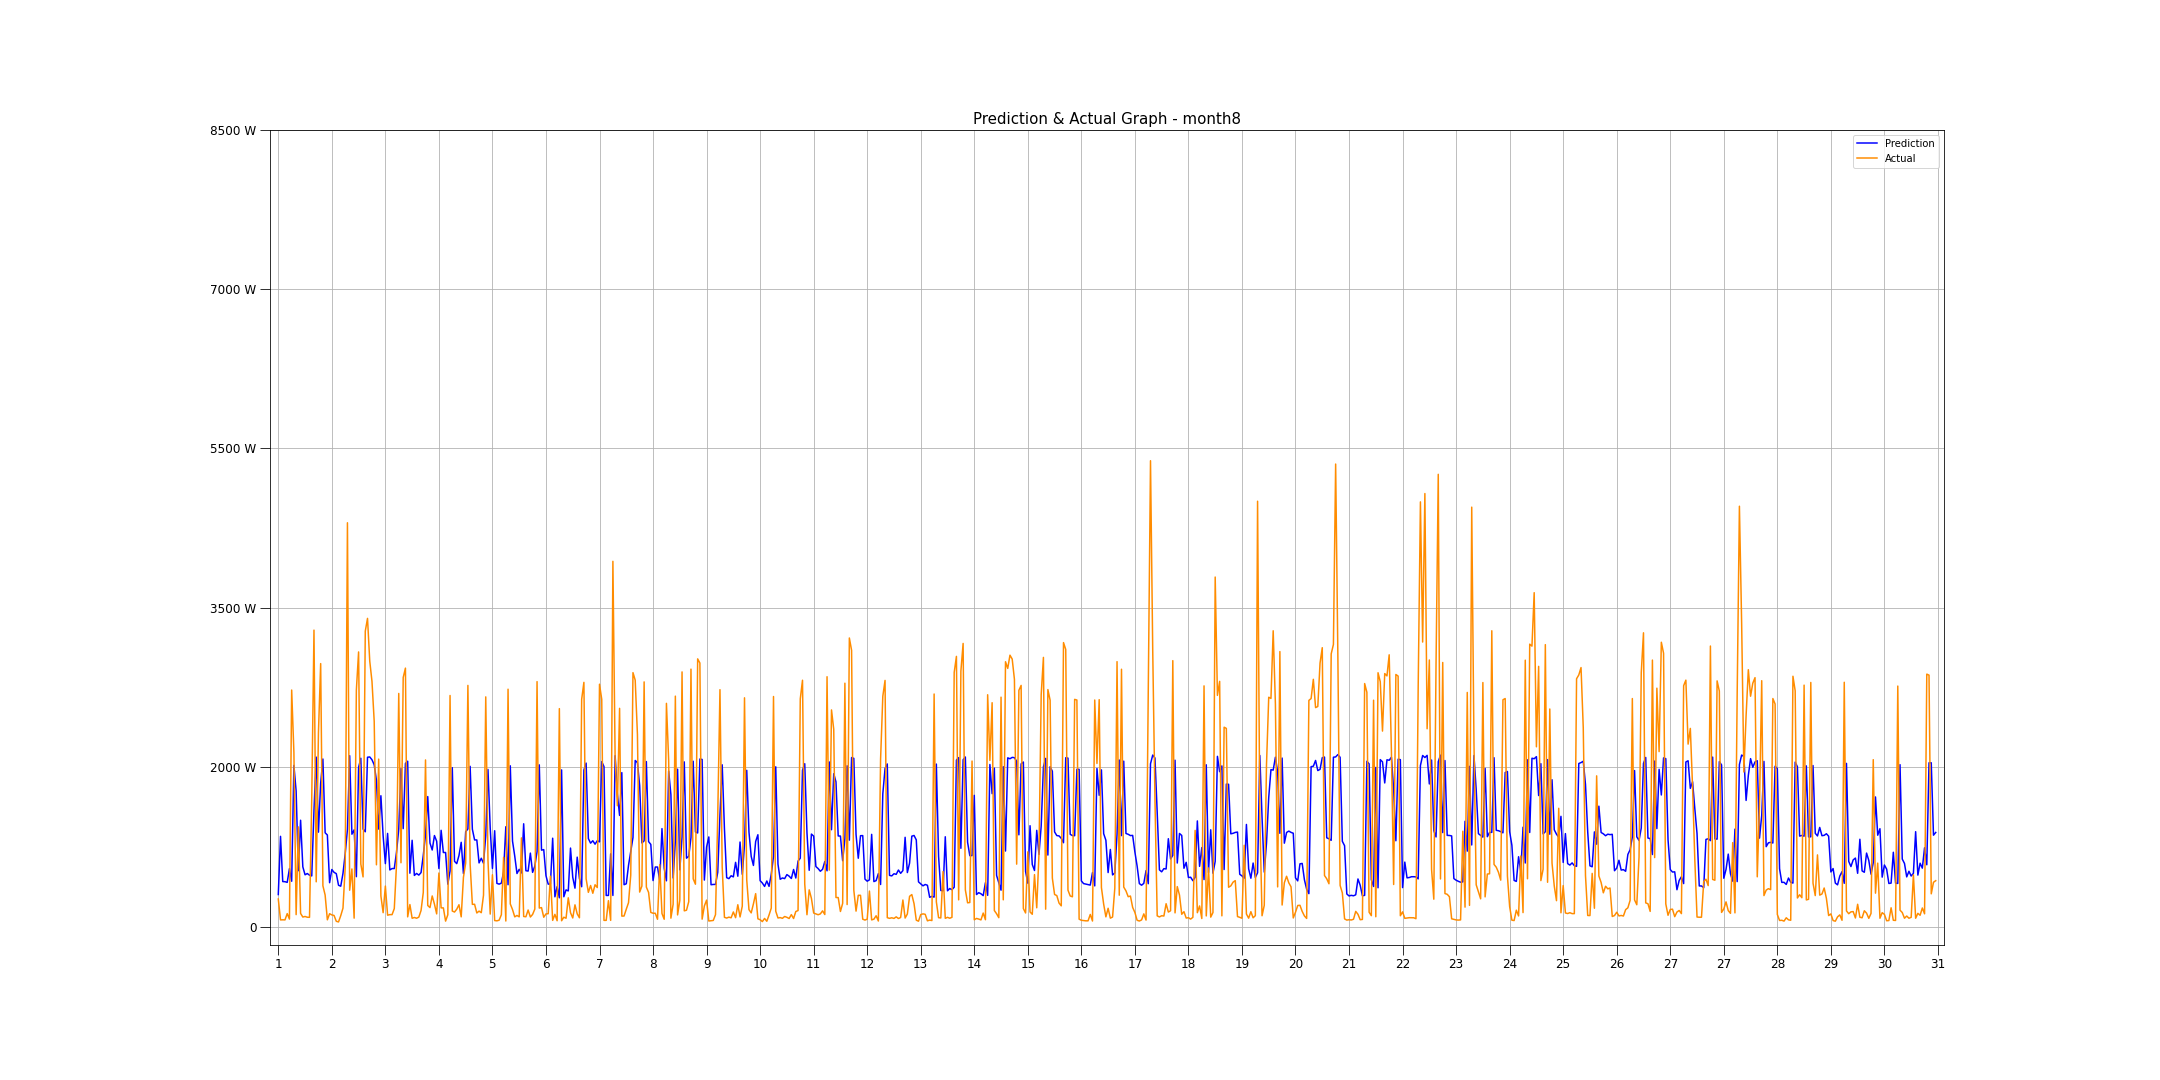 Prediction & Actual Graph - month8
8500 W
Prediction
Actual
7000 W
5500 W
3500 W
2000 W
0
1 2 3 4 5 6 7 8 9 10 11 12 13 14 15 16 17 18 19 20 21 22 23 24 25 26 27 27 28 29 30 31